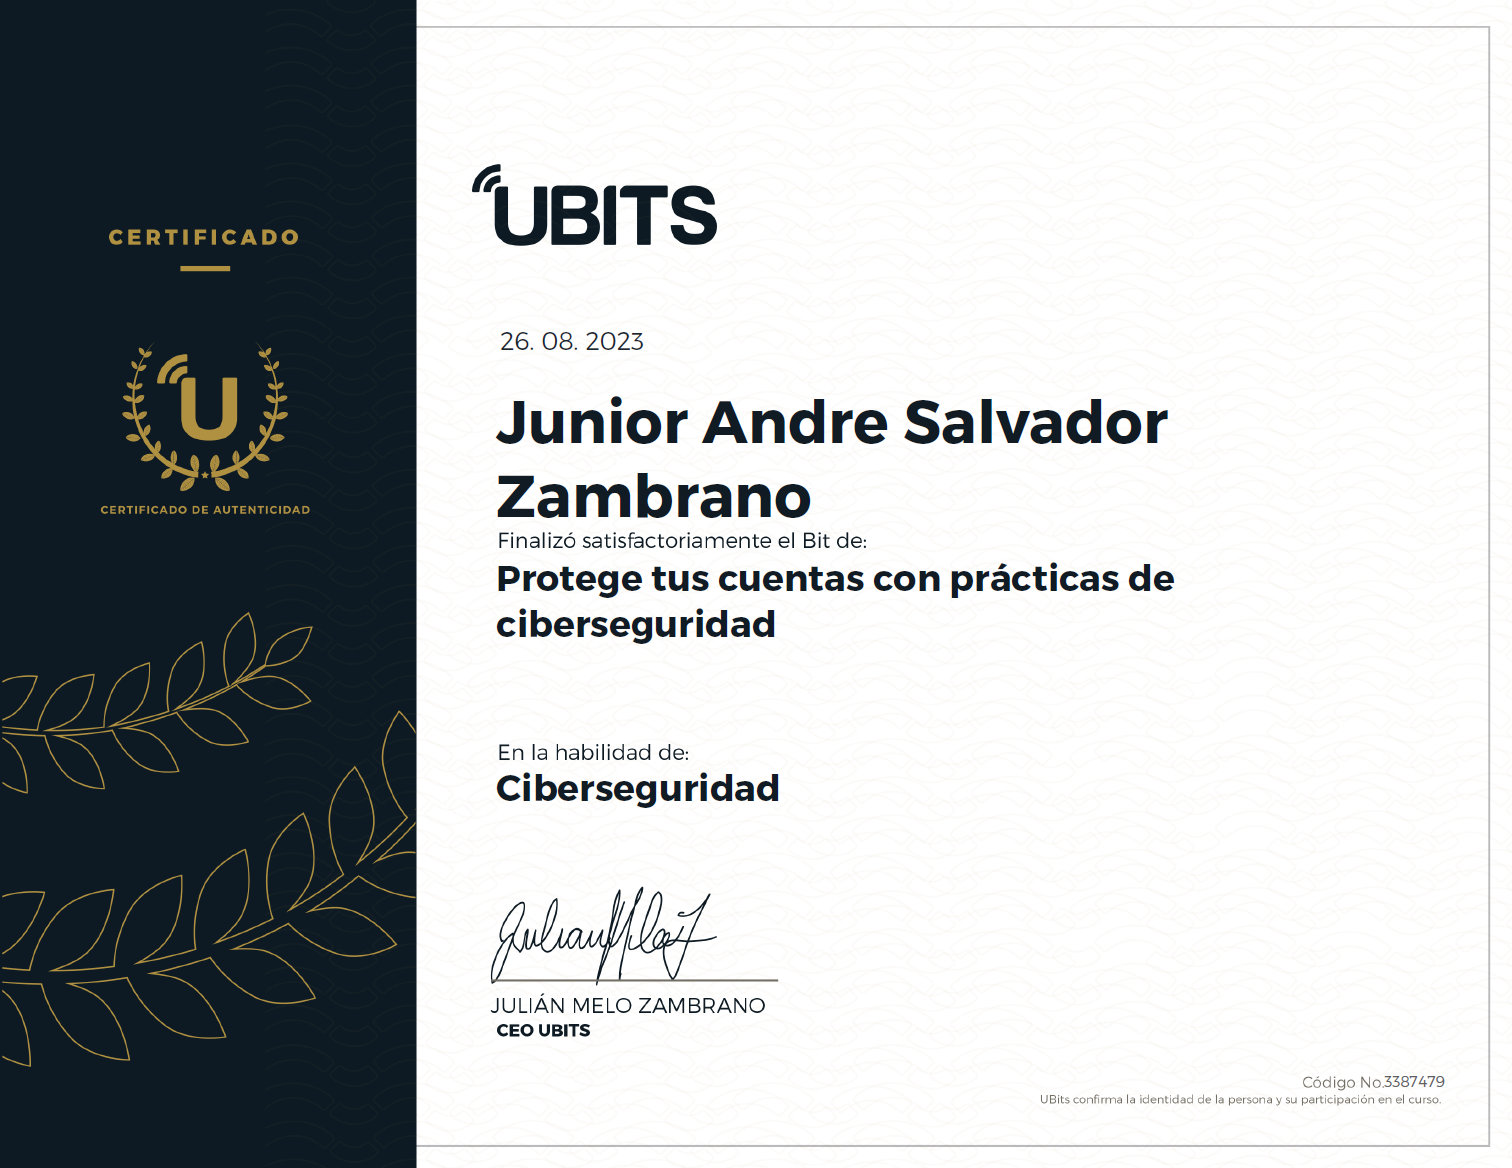 CERTIFICADO
U
CERTIFICADO DE AUTENTICIDAD
UBITS
26. 08. 2023
Junior Andre Salvador
Zambrano
Finalizó satisfactoriamente el Bit de:
Protege tus cuentas con prácticas de
ciberseguridad
En la habilidad de:
Ciberseguridad
JULIÁN MELO ZAMBRANO
CEO UBITS
Código No.3387479
UBits confirma la identidad de la persona y su participación en el curso.